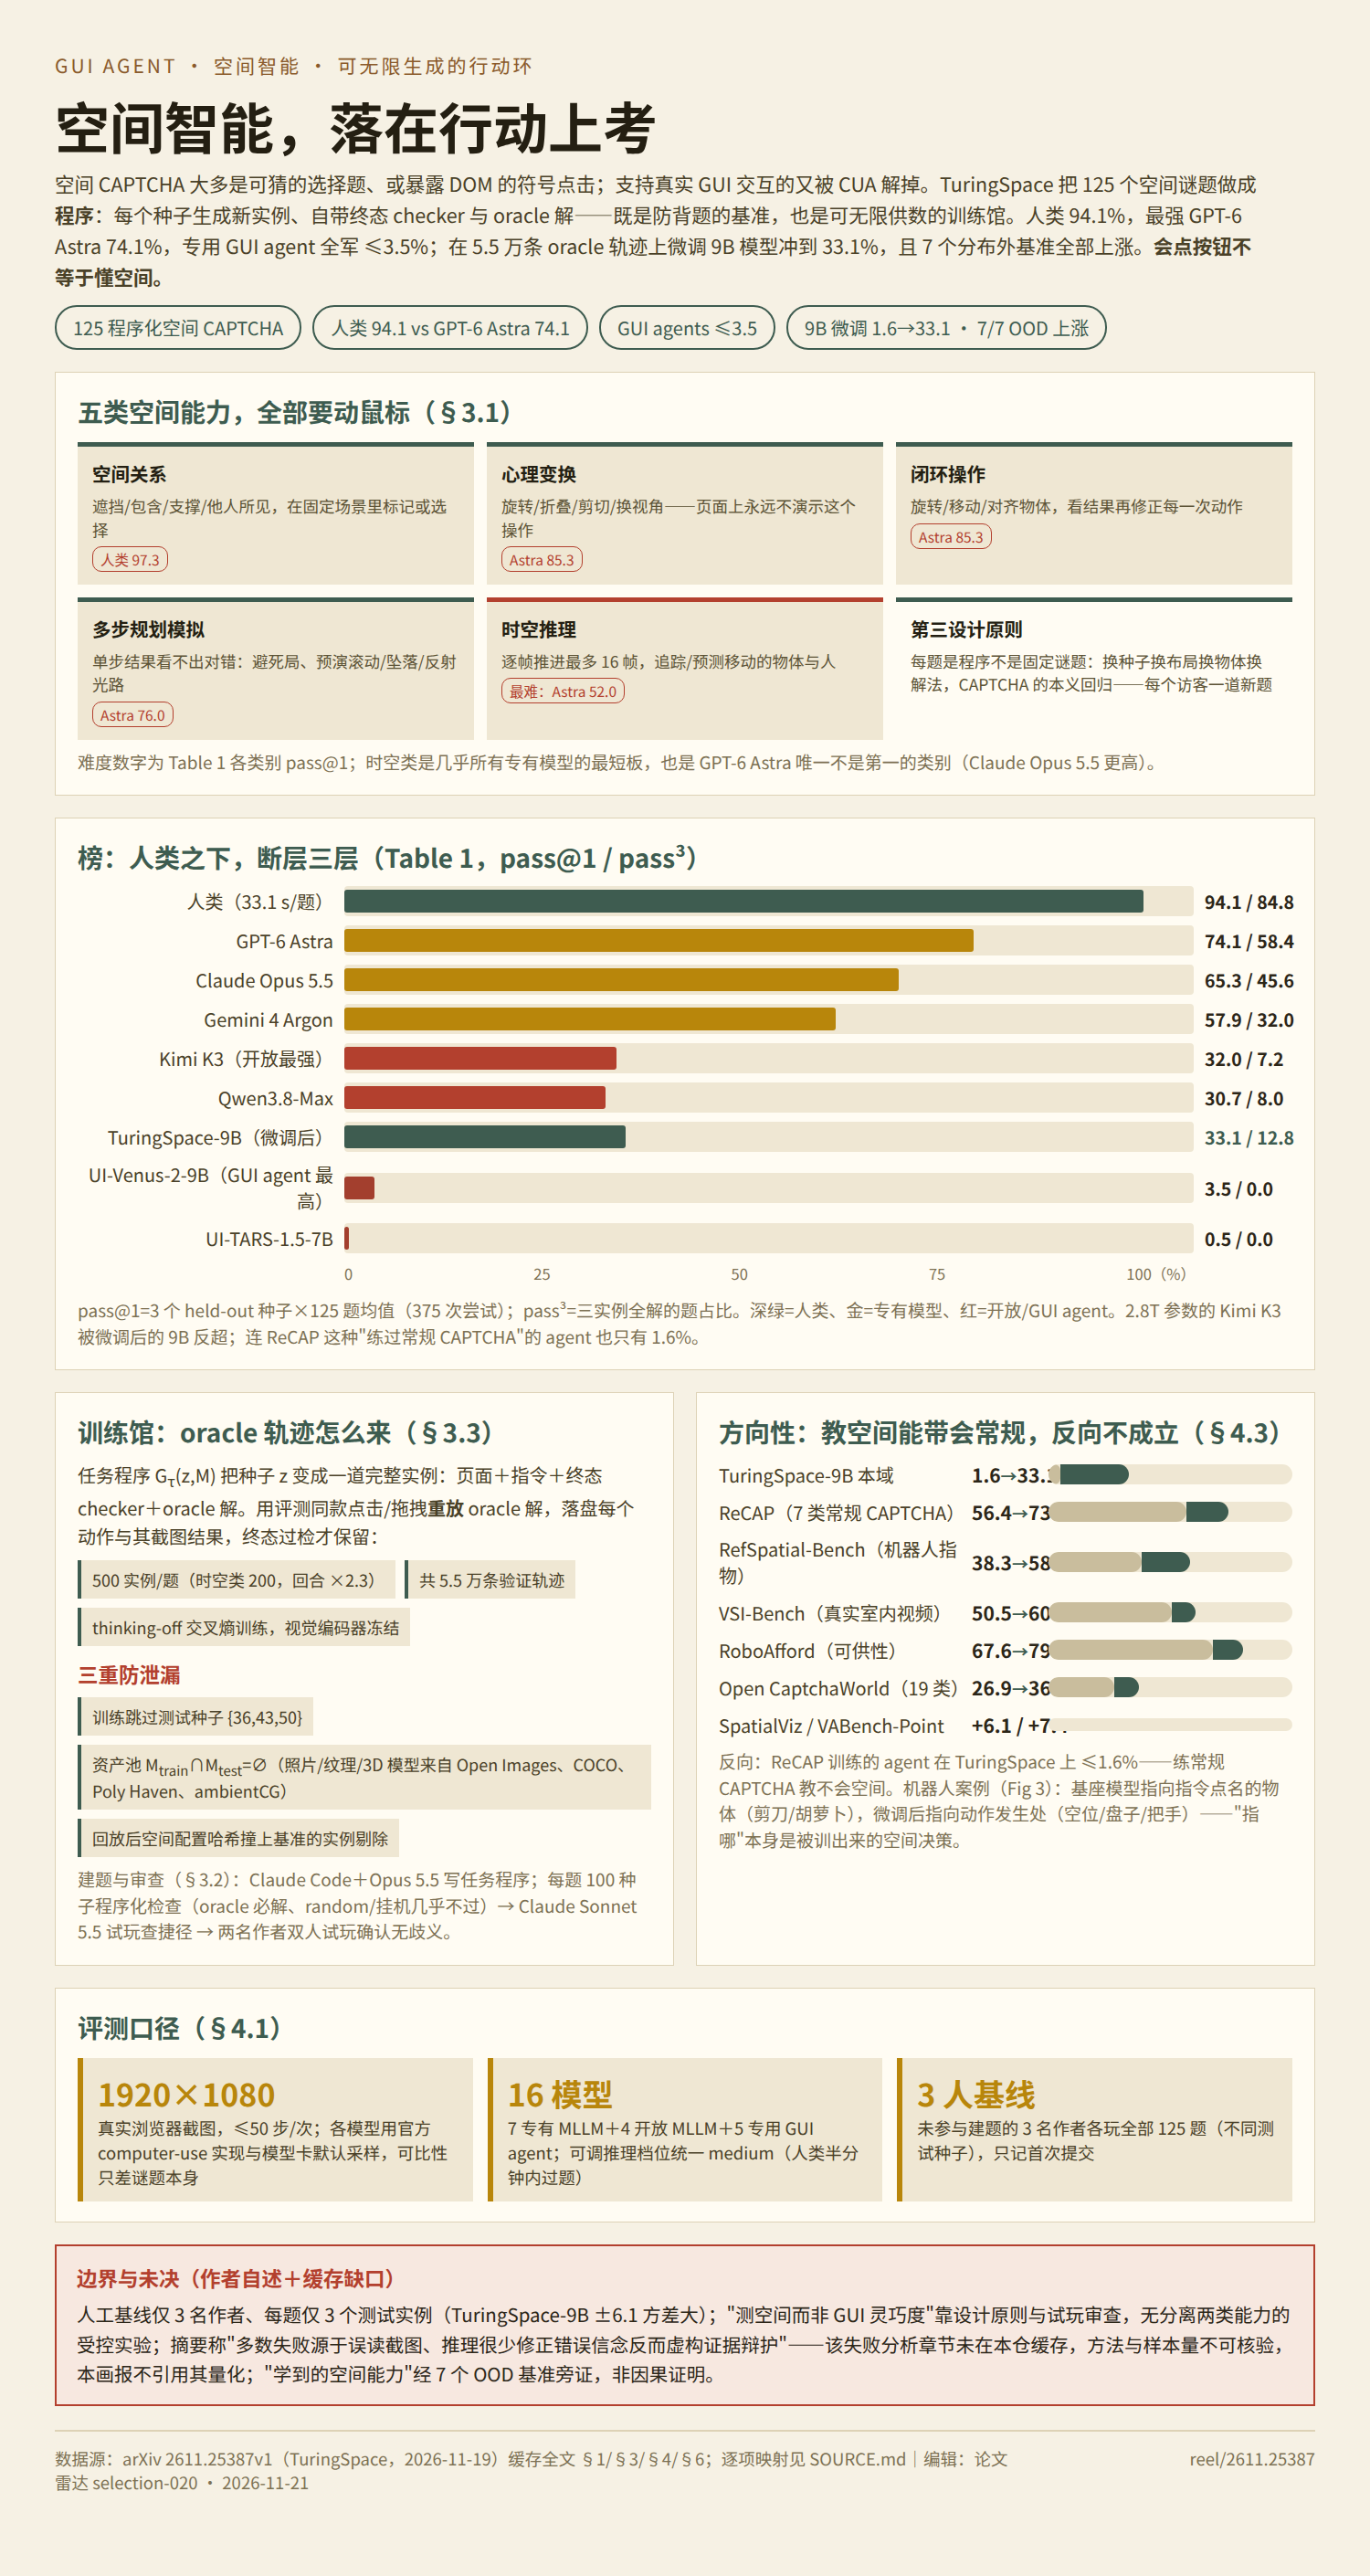 GUI AGENT · 空间智能 · 可无限生成的行动环
空间智能，落在行动上考
空间 CAPTCHA 大多是可猜的选择题、或暴露 DOM 的符号点击；支持真实 GUI 交互的又被 CUA 解掉。TuringSpace 把 125 个空间谜题做成
程序：每个种子生成新实例、自带终态 checker 与 oracle 解——既是防背题的基准，也是可无限供数的训练馆。人类 94.1%，最强 GPT-6
Astra 74.1%，专用 GUI agent 全军 ≤3.5%；在 5.5 万条 oracle 轨迹上微调 9B 模型冲到 33.1%，且 7 个分布外基准全部上涨。会点按钮不
等于懂空间。
125 程序化空间 CAPTCHA
人类 94.1 vs GPT-6 Astra 74.1
GUI agents ≤3.5
9B 微调 1.6→33.1 · 7/7 OOD 上涨
五类空间能力，全部要动鼠标（§3.1）
空间关系
遮挡/包含/支撑/他人所见，在固定场景里标记或选
择
人类 97.3
心理变换
旋转/折叠/剪切/换视角——页面上永远不演示这个
操作
Astra 85.3
闭环操作
旋转/移动/对齐物体，看结果再修正每一次动作
Astra 85.3
多步规划模拟
单步结果看不出对错：避死局、预演滚动/坠落/反射
光路
Astra 76.0
时空推理
逐帧推进最多 16 帧，追踪/预测移动的物体与人
最难：Astra 52.0
第三设计原则
每题是程序不是固定谜题：换种子换布局换物体换
解法，CAPTCHA 的本义回归——每个访客一道新题
难度数字为 Table 1 各类别 pass@1；时空类是几乎所有专有模型的最短板，也是 GPT-6 Astra 唯一不是第一的类别（Claude Opus 5.5 更高）。
榜：人类之下，断层三层（Table 1，pass@1 / pass³）
人类（33.1 s/题） 94.1 / 84.8
GPT-6 Astra 74.1 / 58.4
Claude Opus 5.5 65.3 / 45.6
Gemini 4 Argon 57.9 / 32.0
Kimi K3（开放最强） 32.0 / 7.2
Qwen3.8-Max 30.7 / 8.0
TuringSpace-9B（微调后） 33.1 / 12.8
UI-Venus-2-9B（GUI agent 最
高） 3.5 / 0.0
UI-TARS-1.5-7B 0.5 / 0.0
0 25 50 75 100（%）
pass@1=3 个 held-out 种子×125 题均值（375 次尝试）；pass³=三实例全解的题占比。深绿=人类、金=专有模型、红=开放/GUI agent。2.8T 参数的 Kimi K3
被微调后的 9B 反超；连 ReCAP 这种"练过常规 CAPTCHA"的 agent 也只有 1.6%。
训练馆：oracle 轨迹怎么来（§3.3）
任务程序 Gτ(z,M) 把种子 z 变成一道完整实例：页面＋指令＋终态
checker＋oracle 解。用评测同款点击/拖拽重放 oracle 解，落盘每个
动作与其截图结果，终态过检才保留：
500 实例/题（时空类 200，回合 ×2.3）
共 5.5 万条验证轨迹
thinking-off 交叉熵训练，视觉编码器冻结
三重防泄漏
训练跳过测试种子 {36,43,50}
资产池 Mtrain∩Mtest=∅（照片/纹理/3D 模型来自 Open Images、COCO、
Poly Haven、ambientCG）
回放后空间配置哈希撞上基准的实例剔除
建题与审查（§3.2）：Claude Code＋Opus 5.5 写任务程序；每题 100 种
子程序化检查（oracle 必解、random/挂机几乎不过）→ Claude Sonnet
5.5 试玩查捷径 → 两名作者双人试玩确认无歧义。
方向性：教空间能带会常规，反向不成立（§4.3）
TuringSpace-9B 本域 1.6→33.
ReCAP（7 类常规 CAPTCHA） 56.4→73
RefSpatial-Bench（机器人指
物） 38.3→58
VSI-Bench（真实室内视频） 50.5→60
RoboAfford（可供性） 67.6→79
Open CaptchaWorld（19 类） 26.9→36
SpatialViz / VABench-Point +6.1 / +7.
反向：ReCAP 训练的 agent 在 TuringSpace 上 ≤1.6%——练常规
CAPTCHA 教不会空间。机器人案例（Fig 3）：基座模型指向指令点名的物
体（剪刀/胡萝卜），微调后指向动作发生处（空位/盘子/把手）——"指
哪"本身是被训出来的空间决策。
评测口径（§4.1）
1920×1080
真实浏览器截图，≤50 步/次；各模型用官方
computer-use 实现与模型卡默认采样，可比性
只差谜题本身
16 模型
7 专有 MLLM＋4 开放 MLLM＋5 专用 GUI
agent；可调推理档位统一 medium（人类半分
钟内过题）
3 人基线
未参与建题的 3 名作者各玩全部 125 题（不同测
试种子），只记首次提交
边界与未决（作者自述＋缓存缺口）
人工基线仅 3 名作者、每题仅 3 个测试实例（TuringSpace-9B ±6.1 方差大）；"测空间而非 GUI 灵巧度"靠设计原则与试玩审查，无分离两类能力的
受控实验；摘要称"多数失败源于误读截图、推理很少修正错误信念反而虚构证据辩护"——该失败分析章节未在本仓缓存，方法与样本量不可核验，
本画报不引用其量化；"学到的空间能力"经 7 个 OOD 基准旁证，非因果证明。
数据源：arXiv 2611.25387v1（TuringSpace，2026-11-19）缓存全文 §1/§3/§4/§6；逐项映射见 SOURCE.md｜编辑：论文
雷达 selection-020 · 2026-11-21
reel/2611.25387